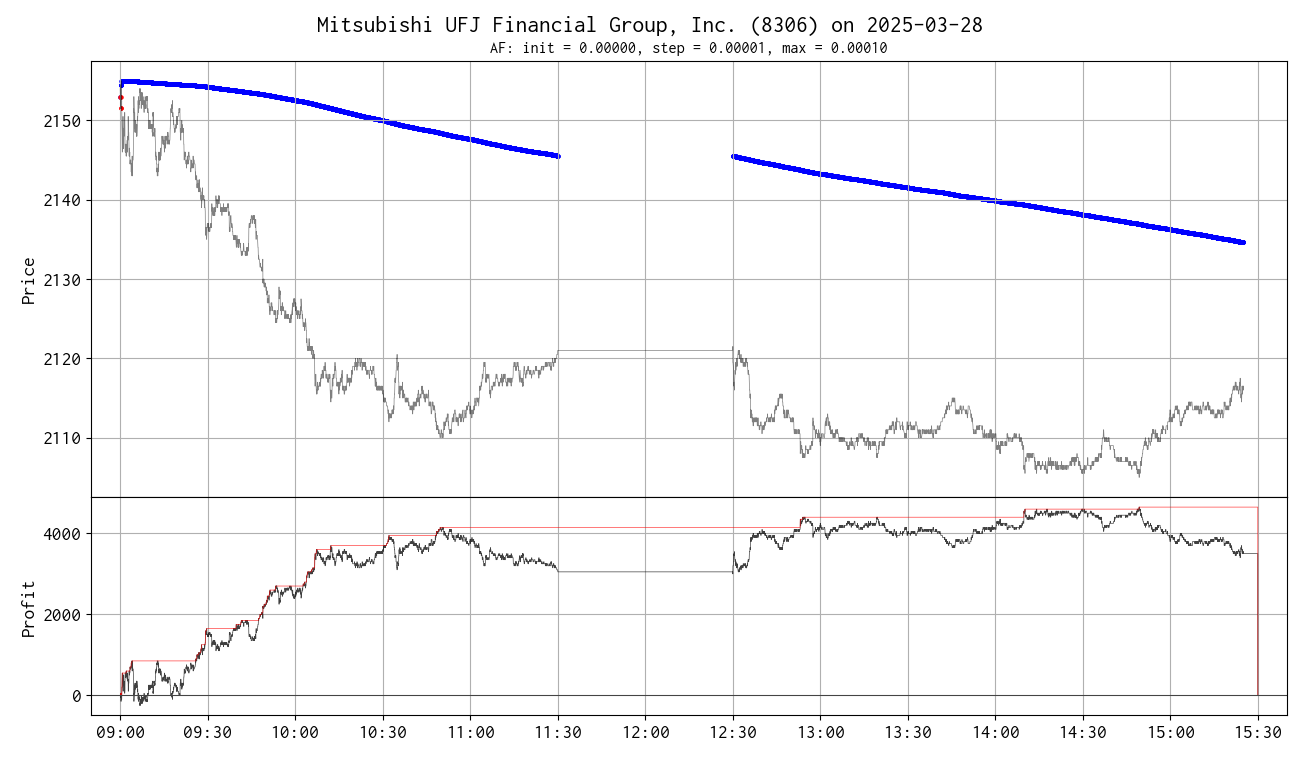 Mitsubishi UFJ Financial Group, Inc. (8306) on 2025-03-28
AF: init = 0.00000, step = 0.00001, max = 0.00010
Price
2150
2140
2130
2120
2110
Profit
4000
2000
0
09:00 09:30 10:00 10:30 11:00 11:30 12:00 12:30 13:00 13:30 14:00 14:30 15:00 15:30